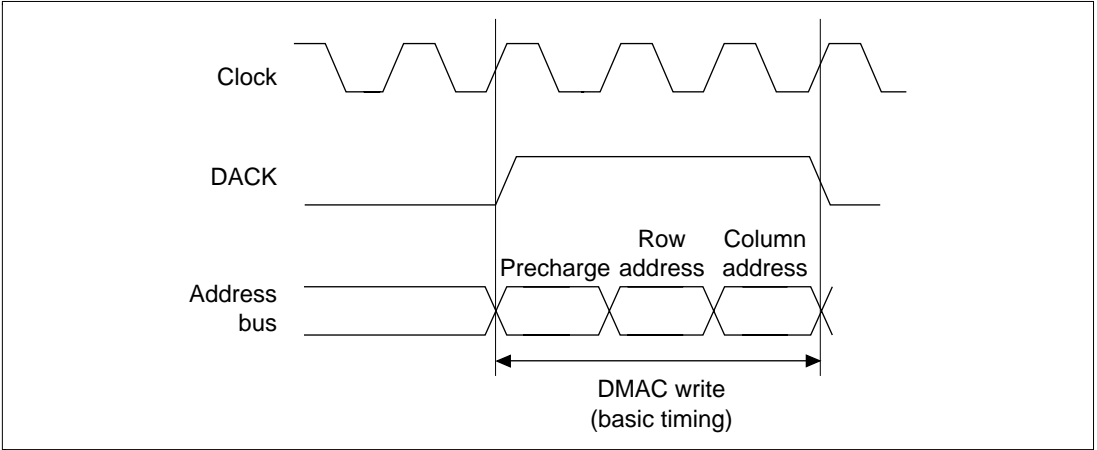 Clock
DACK
Row Column
Precharge address address
Address
bus
DMAC write
(basic timing)